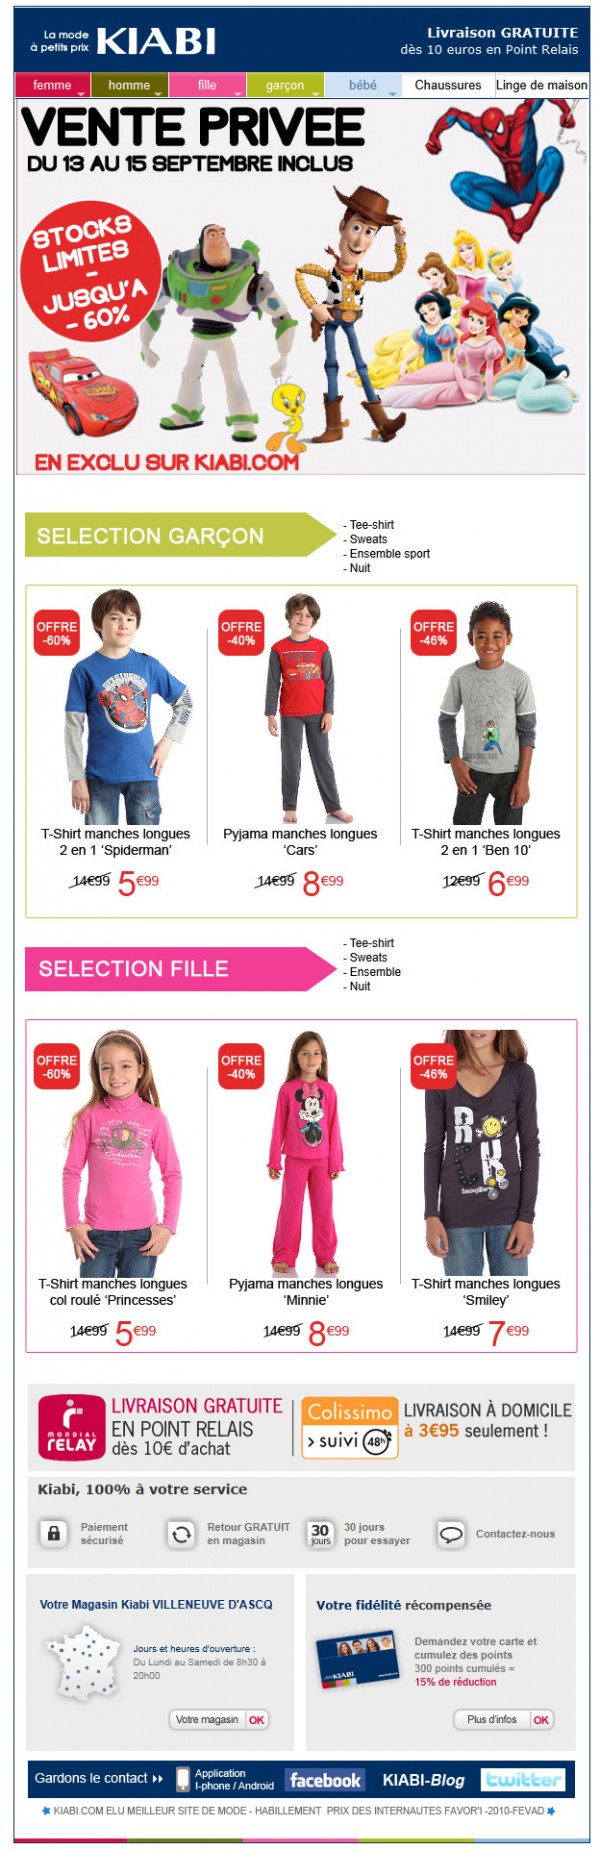 La mode
à petits prix
KIABI
Livraison GRATUITE
dès 10 euros en Point Relais
femme
homme
fille
garçon
bébé
Chaussures
Linge de maison
VENTE PRIVEE
DU 13 AU 15 SEPTEMBRE INCLUS
STOCKS
LIMITES
-
JUSQU'A
- 60%
EN EXCLU SUR KIABI.COM
SELECTION GARÇON
- Tee-shirt
- Sweats
- Ensemble sport
- Nuit
OFFRE
-60%
OFFRE
-40%
OFFRE
-46%
T-Shirt manches longues
2 en 1 ‘Spiderman’
14€99 5€99
Pyjama manches longues
‘Cars’
14€99 8€99
T-Shirt manches longues
2 en 1 ‘Ben 10’
12€99 6€99
SELECTION FILLE
- Tee-shirt
- Sweats
- Ensemble
- Nuit
OFFRE
-60%
OFFRE
-40%
OFFRE
-46%
T-Shirt manches longues
col roulé ‘Princesses’
14€99 5€99
Pyjama manches longues
‘Minnie’
14€99 8€99
T-Shirt manches longues
‘Smiley’
14€99 7€99
MONDIAL
RELAY
LIVRAISON GRATUITE
EN POINT RELAIS
dès 10€ d'achat
Colissimo
> suivi 48h
LIVRAISON À DOMICILE
à 3€95 seulement !
Kiabi, 100% à votre service
Paiement
sécurisé
Retour GRATUIT
en magasin
30
jours
30 jours
pour essayer
Contactez-nous
Votre Magasin Kiabi VILLENEUVE D'ASCQ
Jours et heures d'ouverture :
Du Lundi au Samedi de 8h30 à
20h00
Votre magasin OK
Votre fidélité récompensée
KIABI
Demandez votre carte et
cumulez des points
300 points cumulés =
15% de réduction
Plus d'infos OK
Gardons le contact
Application
I-phone / Android
facebook
KIABI-Blog
twitter
KIABI.COM ELU MEILLEUR SITE DE MODE - HABILLEMENT PRIX DES INTERNAUTES FAVOR'I -2010-FEVAD